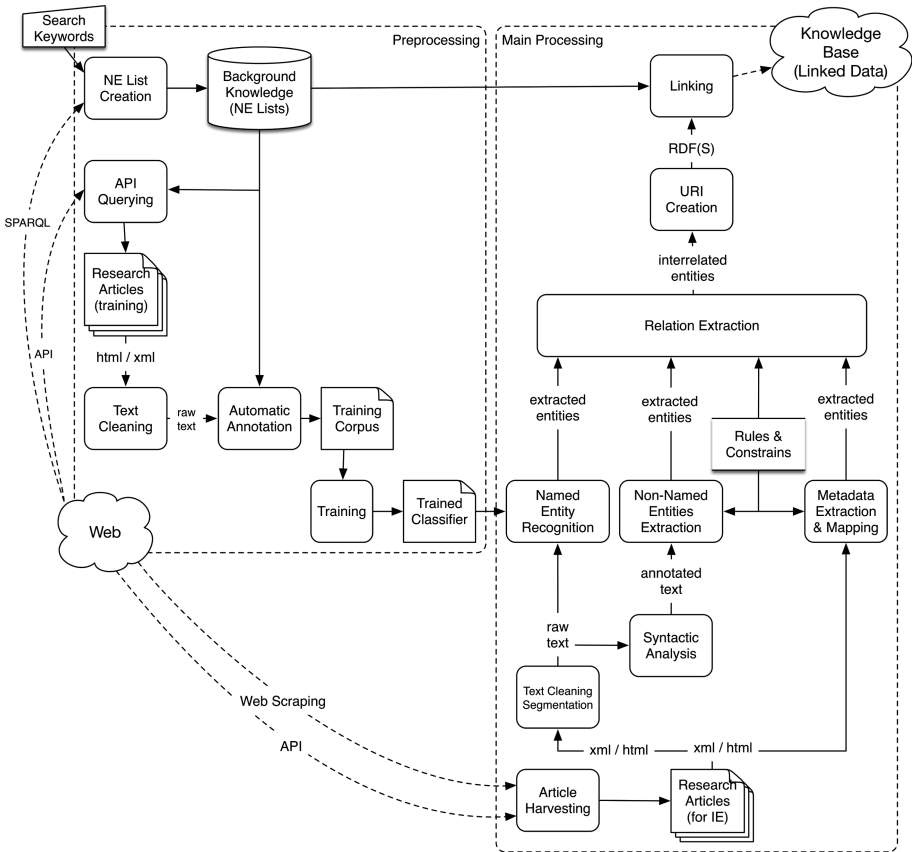 Search
Keywords
Preprocessing
Main Processing
Knowledge
Base
(Linked Data)
NE List
Creation
Background
Knowledge
(NE Lists)
Linking
RDF(S)
API
Querying
URI
Creation
SPARQL
Research
Articles
(training)
interrelated
entities
Relation Extraction
API
html / xml
extracted
entities
extracted
entities
extracted
entities
Text
Cleaning
raw
text
Automatic
Annotation
Training
Corpus
Rules &
Constrains
Training
Trained
Classifier
Named
Entity
Recognition
Non-Named
Entities
Extraction
Metadata
Extraction
& Mapping
Web
annotated
text
raw
text
Syntactic
Analysis
Text Cleaning
Segmentation
Web Scraping
API
xml / html
xml / html
Article
Harvesting
Research
Articles
(for IE)